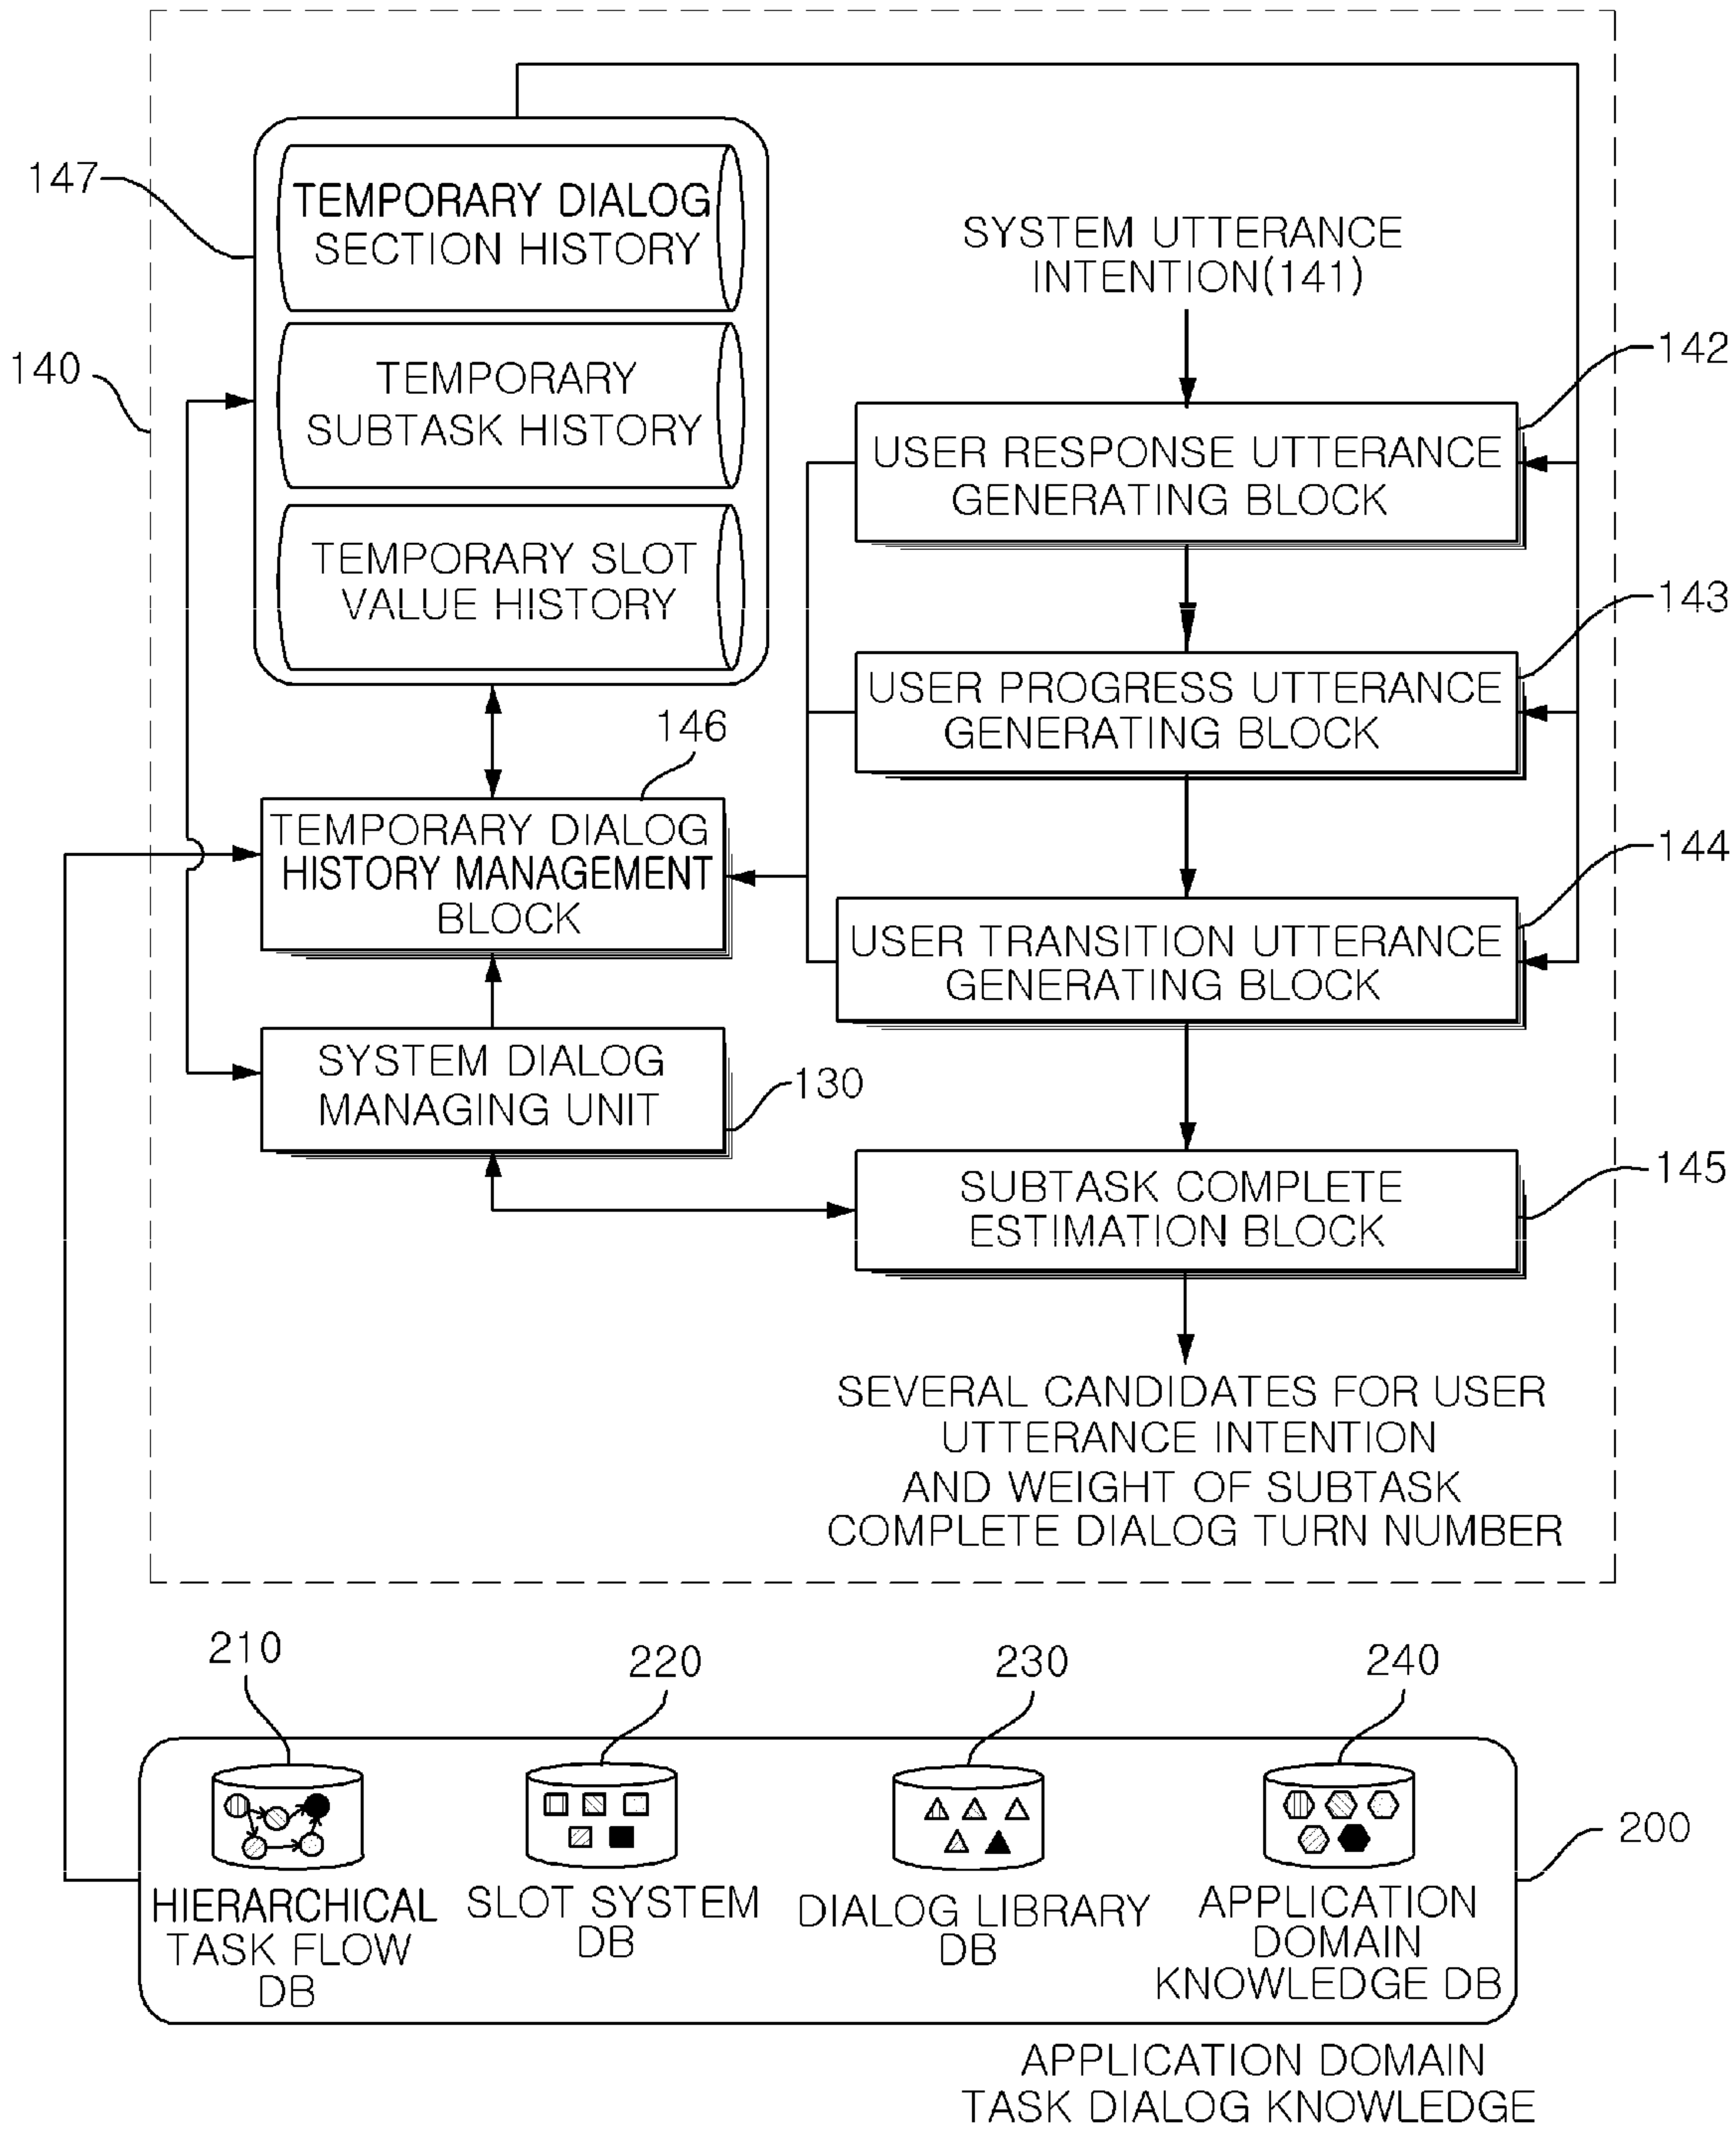 147
TEMPORARY DIALOG
SECTION HISTORY
TEMPORARY
SUBTASK HISTORY
TEMPORARY SLOT
VALUE HISTORY
140
SYSTEM UTTERANCE
INTENTION(141)
142
USER RESPONSE UTTERANCE
GENERATING BLOCK
143
USER PROGRESS UTTERANCE
GENERATING BLOCK
146
TEMPORARY DIALOG
HISTORY MANAGEMENT
BLOCK
144
USER TRANSITION UTTERANCE
GENERATING BLOCK
SYSTEM DIALOG
MANAGING UNIT
130
145
SUBTASK COMPLETE
ESTIMATION BLOCK
SEVERAL CANDIDATES FOR USER
UTTERANCE INTENTION
AND WEIGHT OF SUBTASK
COMPLETE DIALOG TURN NUMBER
210
220
230
240
200
HIERARCHICAL
TASK FLOW
DB
SLOT SYSTEM
DB
DIALOG LIBRARY
DB
APPLICATION
DOMAIN
KNOWLEDGE DB
APPLICATION DOMAIN
TASK DIALOG KNOWLEDGE